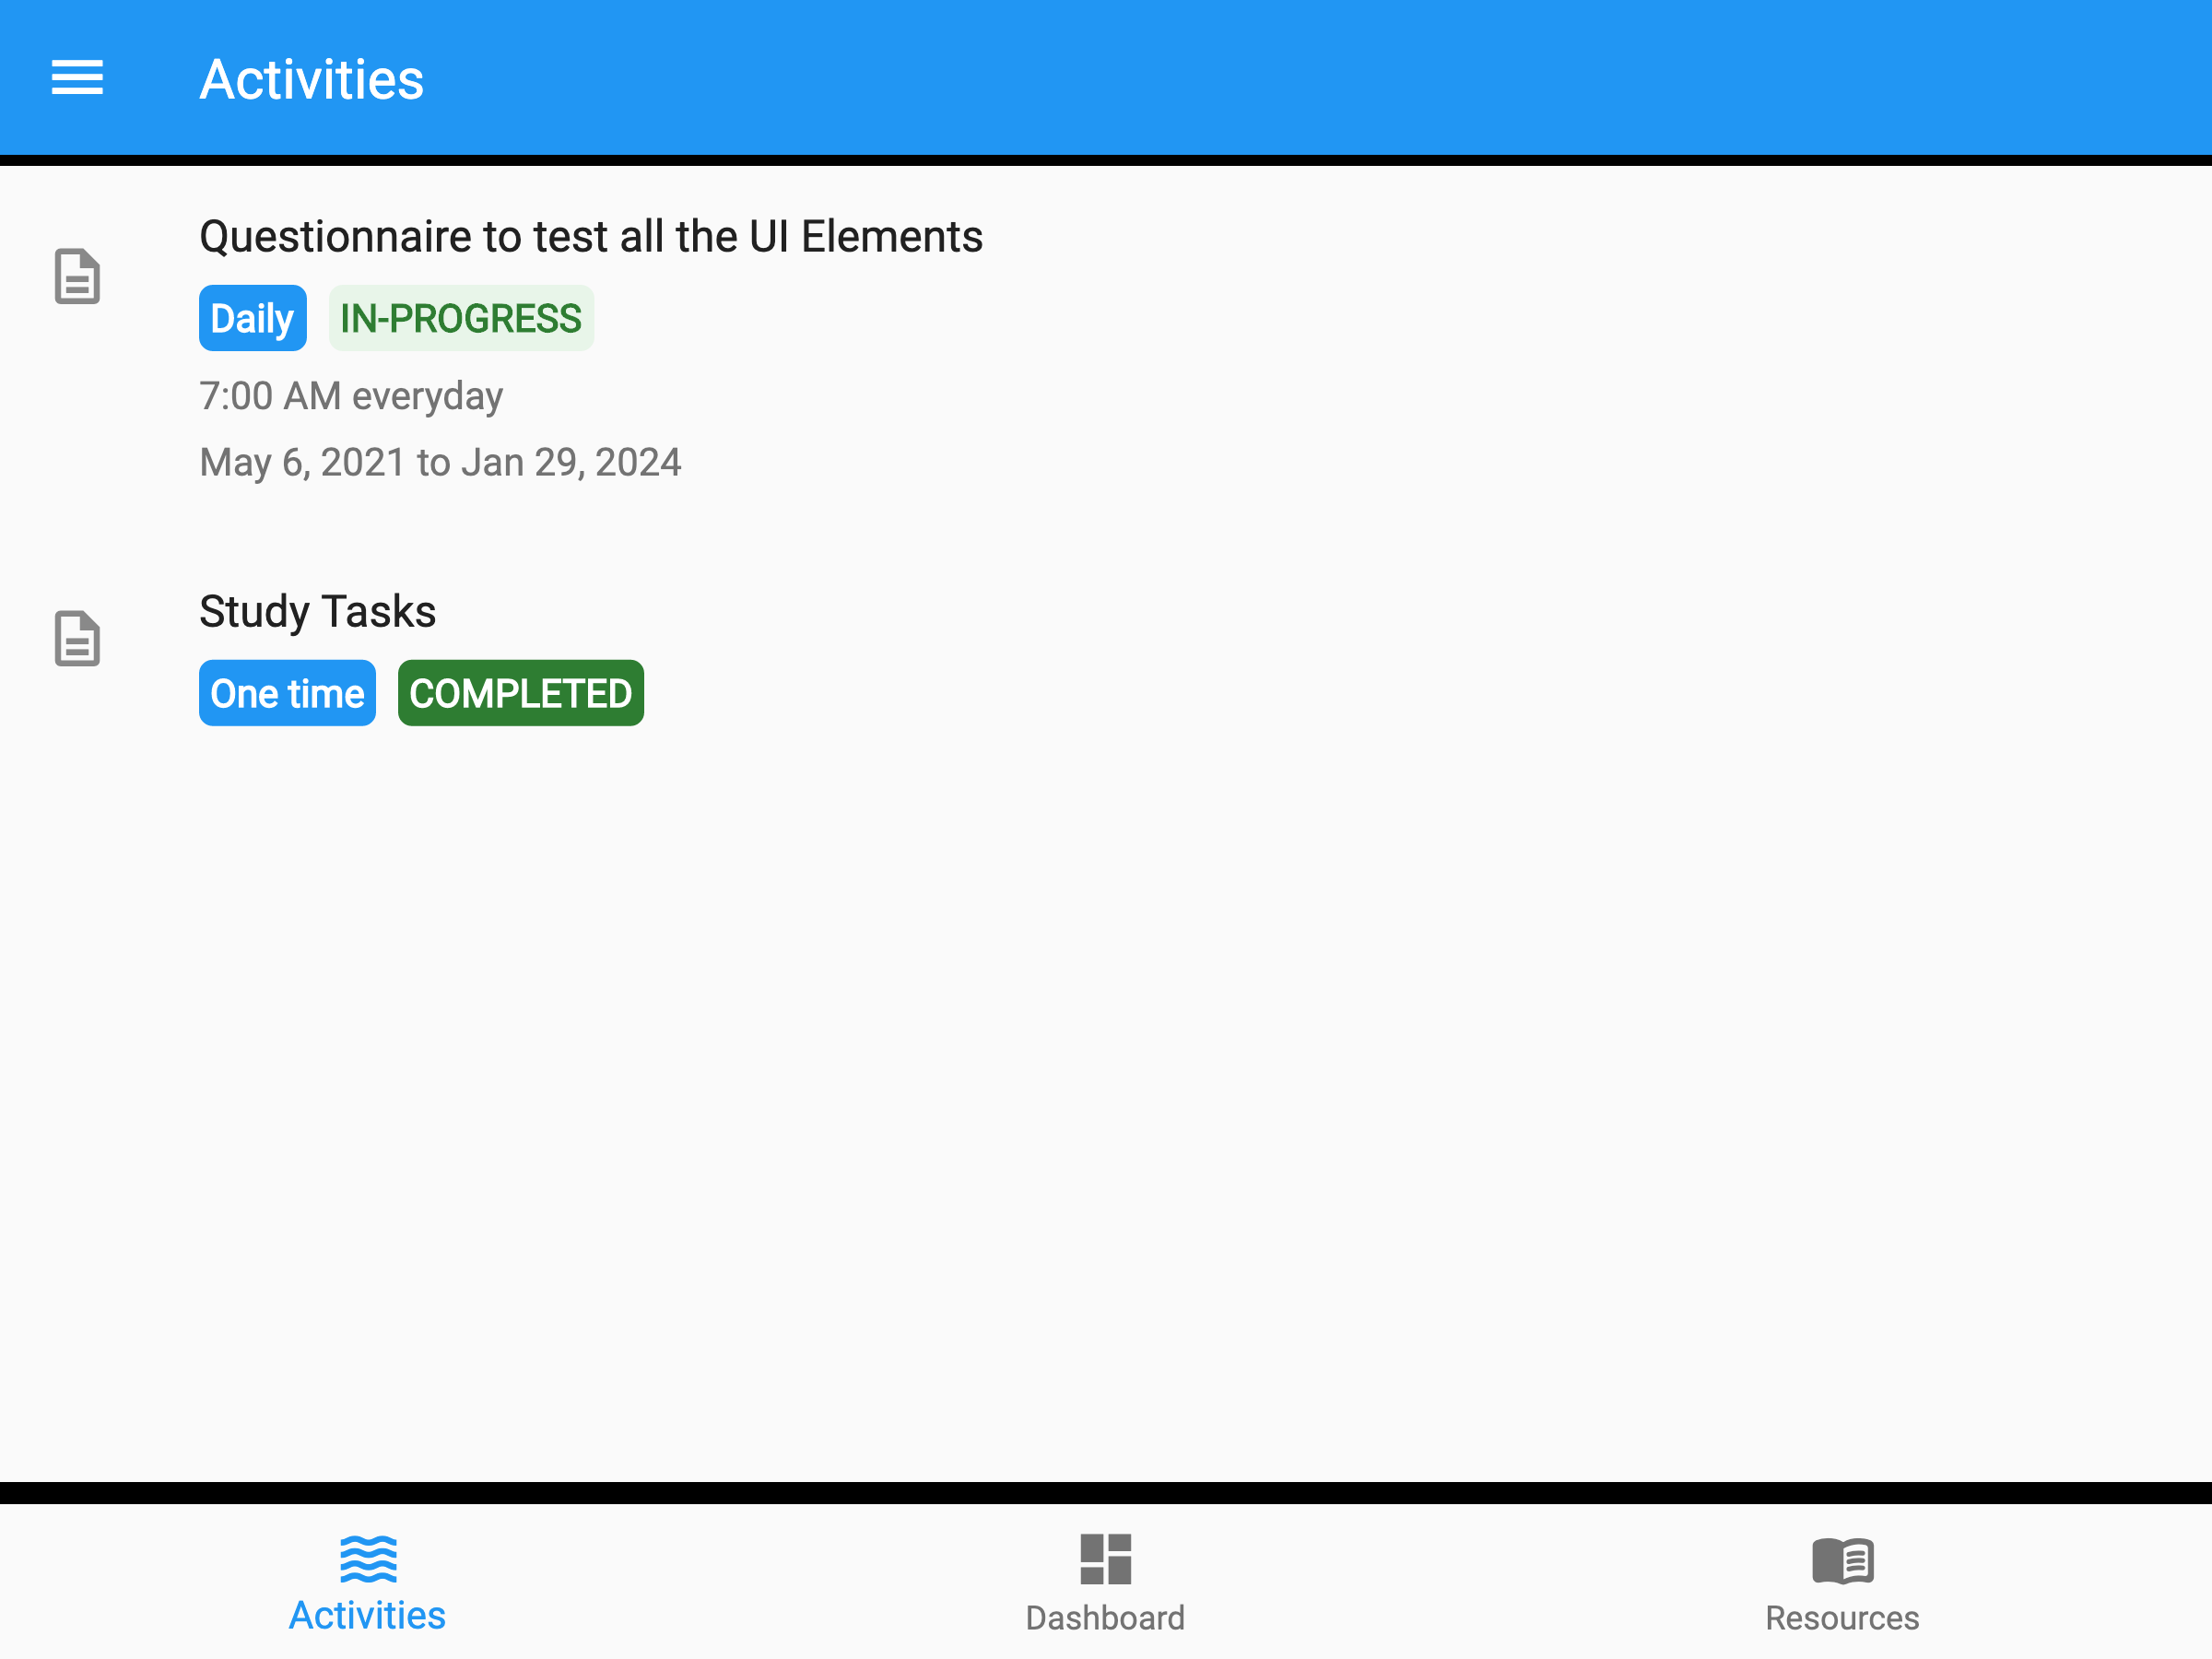 Activities
Questionnaire to test all the UI Elements
Daily IN-PROGRESS
7:00 AM everyday
May 6, 2021 to Jan 29, 2024
Study Tasks
One time COMPLETED
Activities Dashboard Resources